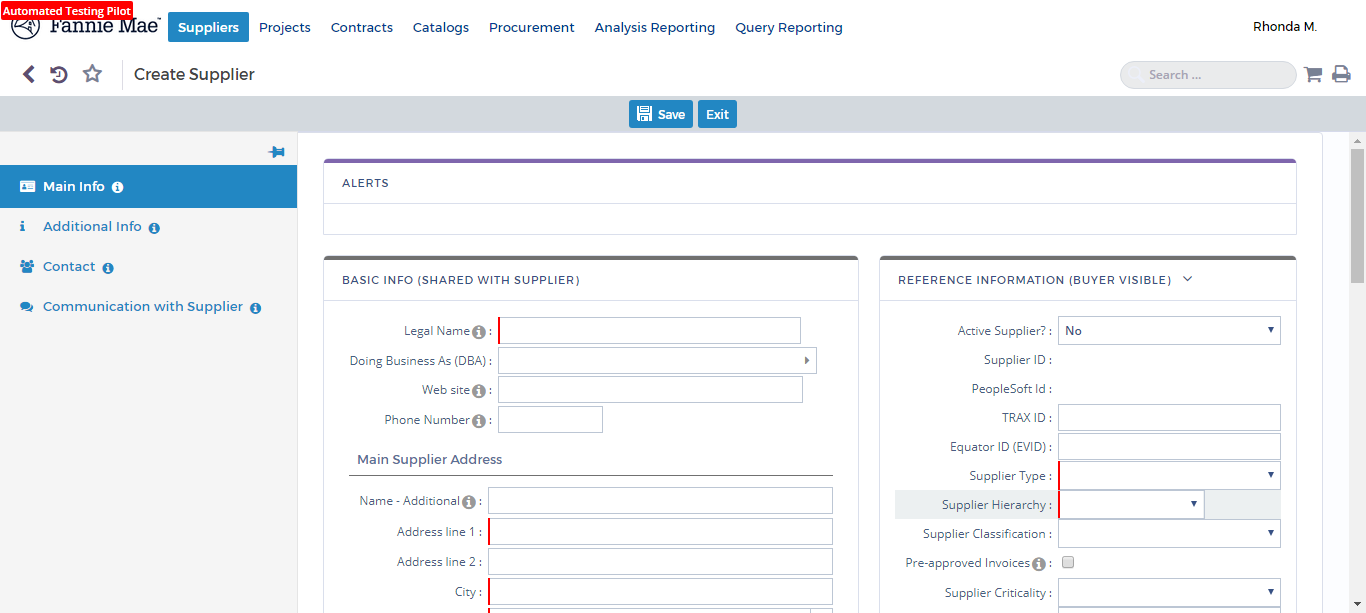 Automated Testing Pilot
Fannie Mae
Suppliers Projects Contracts Catalogs Procurement Analysis Reporting Query Reporting
Rhonda M.
Create Supplier
Search ...
Save Exit
Main Info
Additional Info
Contact
Communication with Supplier
ALERTS
BASIC INFO (SHARED WITH SUPPLIER)
Legal Name :
Doing Business As (DBA) :
Web site :
Phone Number :
Main Supplier Address
Name - Additional :
Address line 1 :
Address line 2 :
City :
REFERENCE INFORMATION (BUYER VISIBLE)
Active Supplier? : No
Supplier ID :
PeopleSoft Id :
TRAX ID :
Equator ID (EVID) :
Supplier Type :
Supplier Hierarchy :
Supplier Classification :
Pre-approved Invoices :
Supplier Criticality :